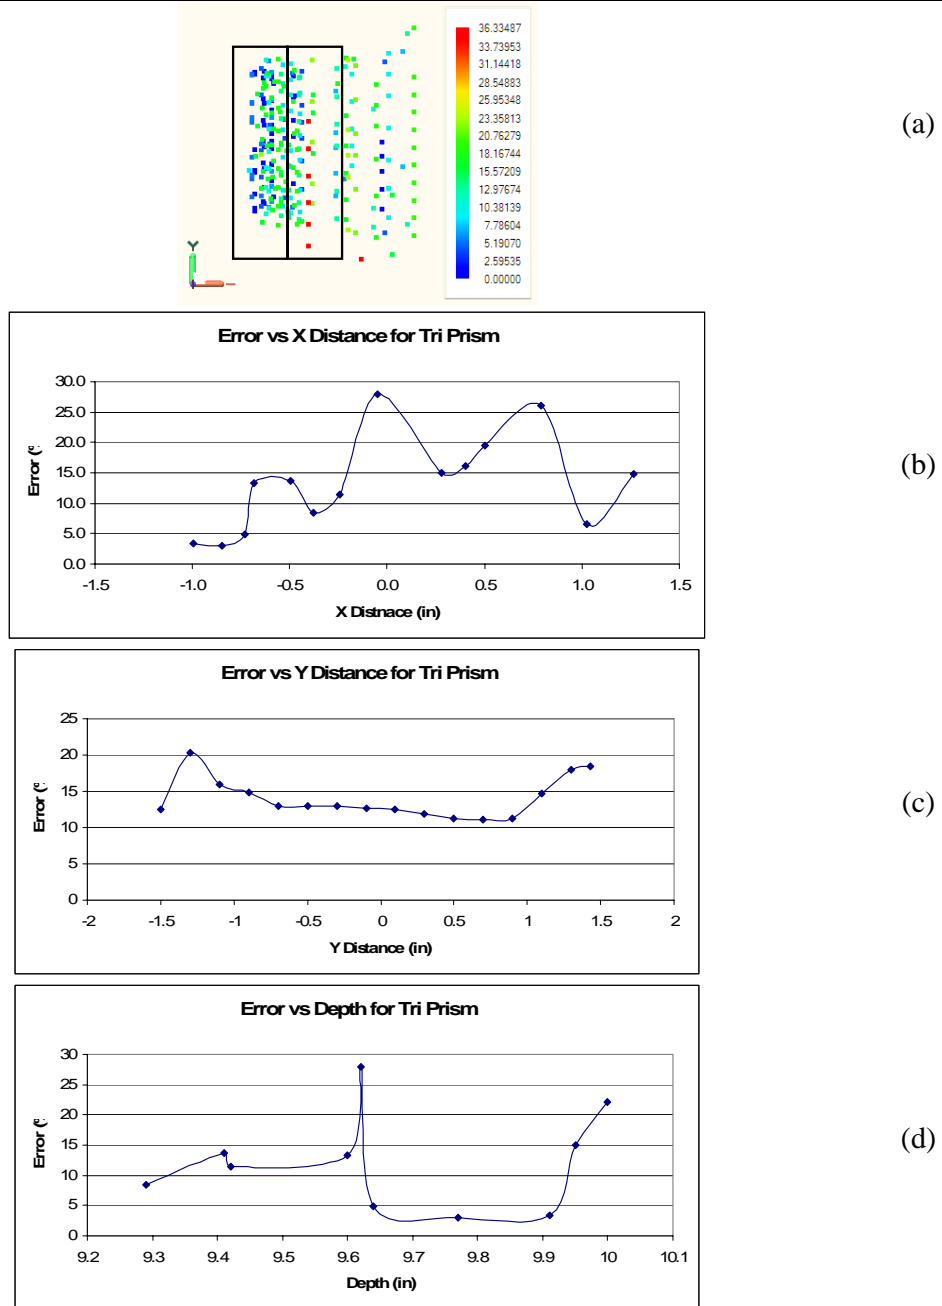 36.33487
33.73953
31.14418
28.54883
25.95348
23.35813
20.76279
18.16744
15.57209
12.97674
10.38139
7.78604
5.19070
2.59535
0.00000
Y
(a)
Error vs X Distance for Tri Prism
30.0
25.0
20.0
15.0
10.0
5.0
0.0
Error (°
-1.5 -1.0 -0.5 0.0 0.5 1.0 1.5
X Distnace (in)
(b)
Error vs Y Distance for Tri Prism
25
20
15
10
5
0
Error (°
-2 -1.5 -1 -0.5 0 0.5 1 1.5 2
Y Distance (in)
(c)
Error vs Depth for Tri Prism
30
25
20
15
10
5
0
Error (°
9.2 9.3 9.4 9.5 9.6 9.7 9.8 9.9 10 10.1
Depth (in)
(d)